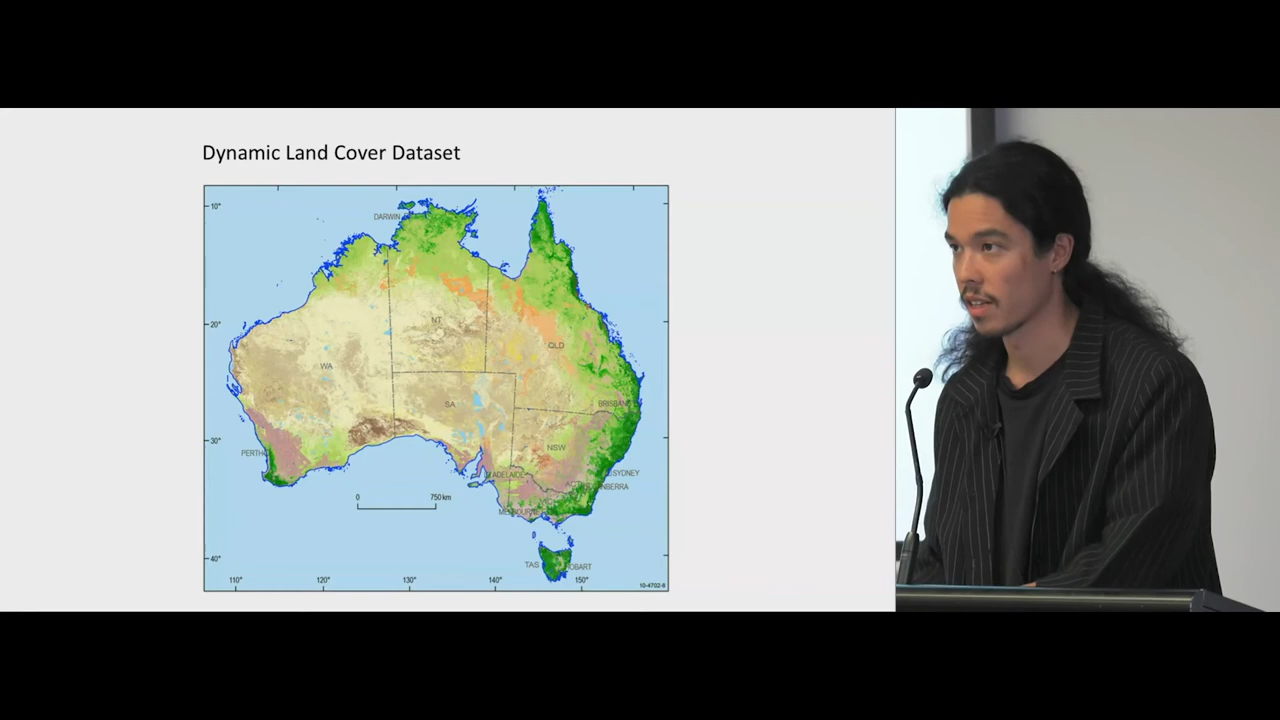 Dynamic Land Cover Dataset
10°
DARWIN
20°
NT
QLD
WA
SA
BRISBANE
30°
NSW
PERTH
ADELAIDE
SYDNEY
CANBERRA
0 750 km
MELBOURNE
40°
TAS
HOBART
110° 120° 130° 140° 150°
10-4702-6